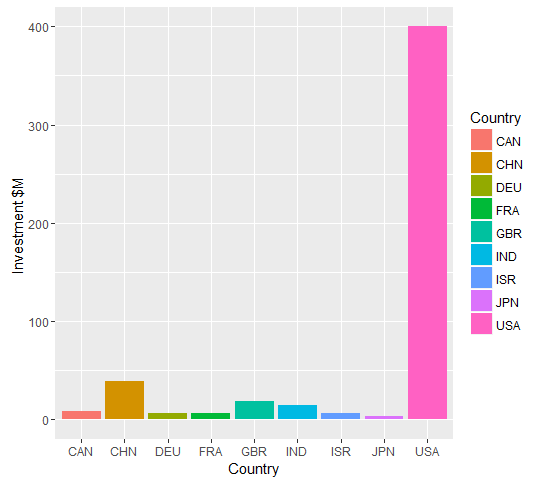 400
300
200
100
0
Investment $M
CAN CHN DEU FRA GBR IND ISR JPN USA
Country
Country
CAN
CHN
DEU
FRA
GBR
IND
ISR
JPN
USA